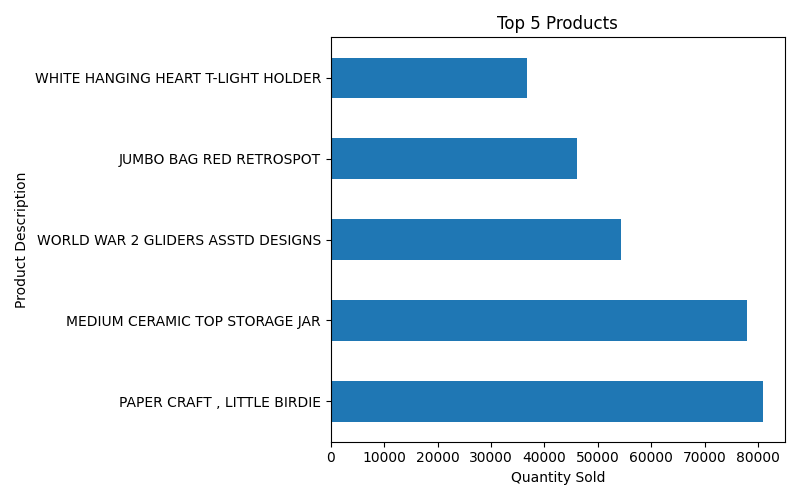 Top 5 Products
WHITE HANGING HEART T-LIGHT HOLDER
JUMBO BAG RED RETROSPOT
WORLD WAR 2 GLIDERS ASSTD DESIGNS
MEDIUM CERAMIC TOP STORAGE JAR
PAPER CRAFT , LITTLE BIRDIE
Product Description
0 10000 20000 30000 40000 50000 60000 70000 80000
Quantity Sold